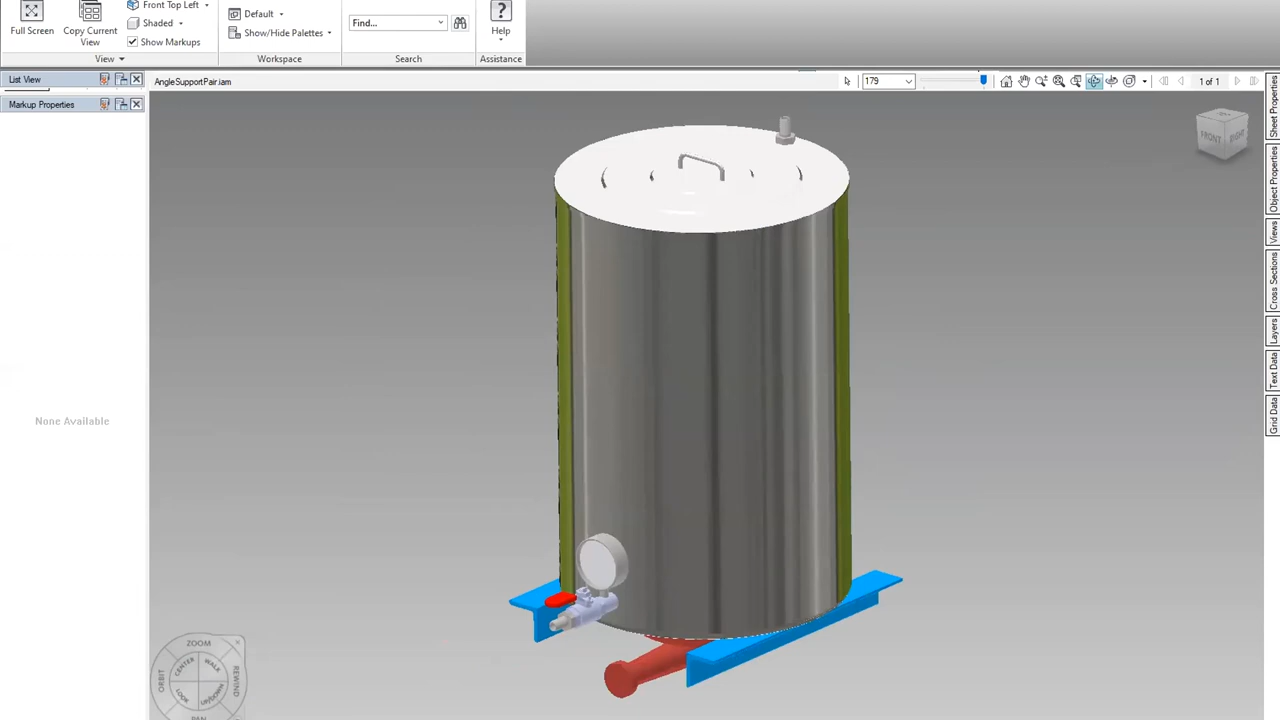 Full Screen
Copy Current
View
Front Top Left
Shaded
Show Markups
View
Default
Show/Hide Palettes
Workspace
Find...
Search
Help
Assistance
List View
Markup Properties
None Available
AngleSupportPair.iam
179
1 of 1
FRONT
RIGHT
Sheet Properties
Object Properties
Views
Cross Sections
Layers
Text Data
Grid Data
ZOOM
CENTER
WALK
ORBIT
REWIND
LOOK
UP/DOWN
PAN